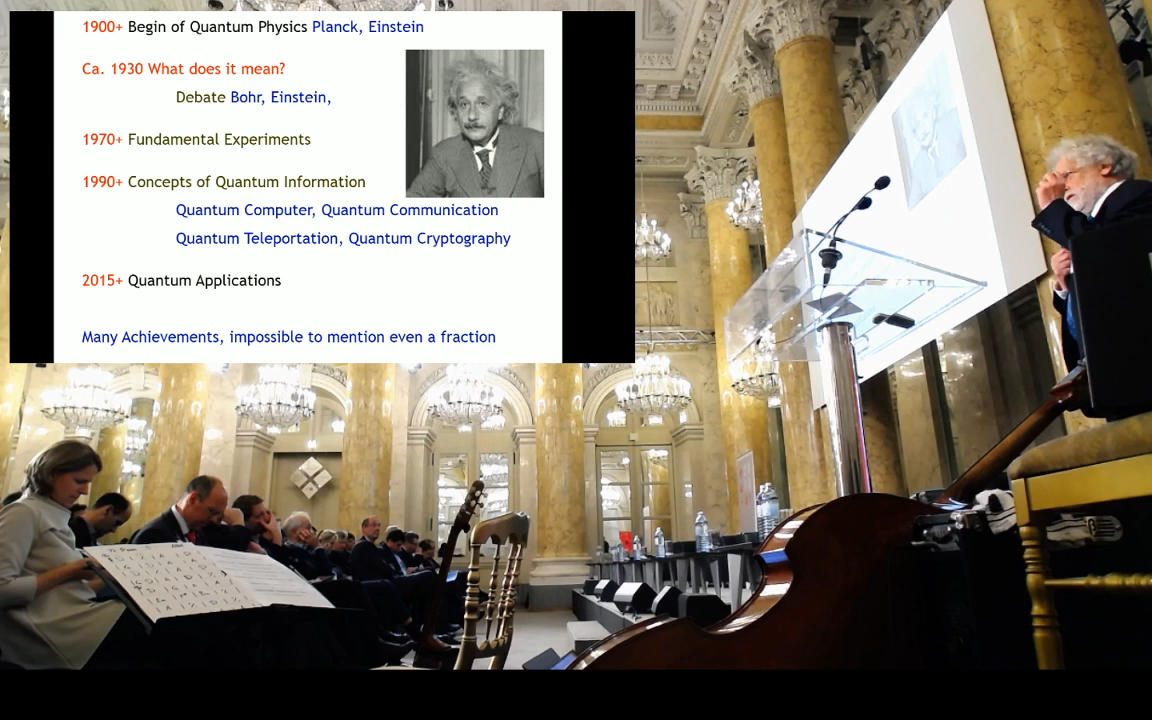 1900+ Begin of Quantum Physics Planck, Einstein
Ca. 1930 What does it mean?
Debate Bohr, Einstein,
1970+ Fundamental Experiments
1990+ Concepts of Quantum Information
Quantum Computer, Quantum Communication
Quantum Teleportation, Quantum Cryptography
2015+ Quantum Applications
Many Achievements, impossible to mention even a fraction